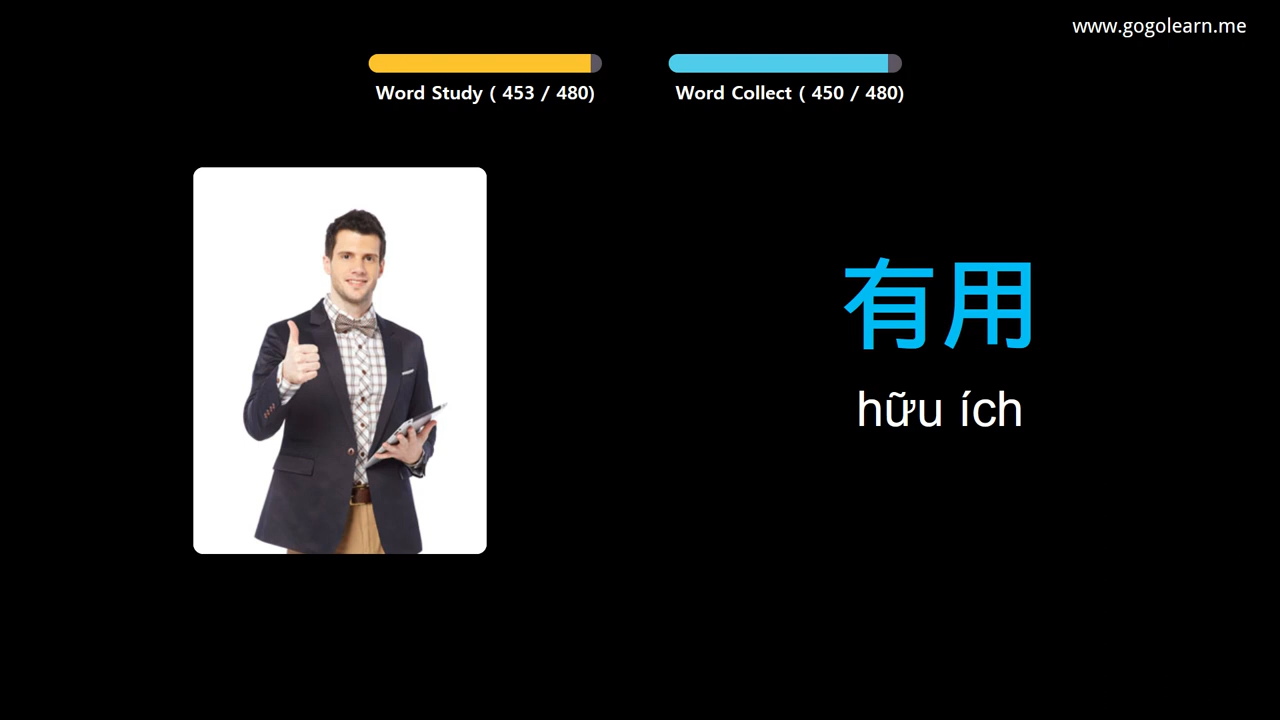 www.gogolearn.me
Word Study ( 453 / 480)
Word Collect ( 450 / 480)
有用
hữu ích